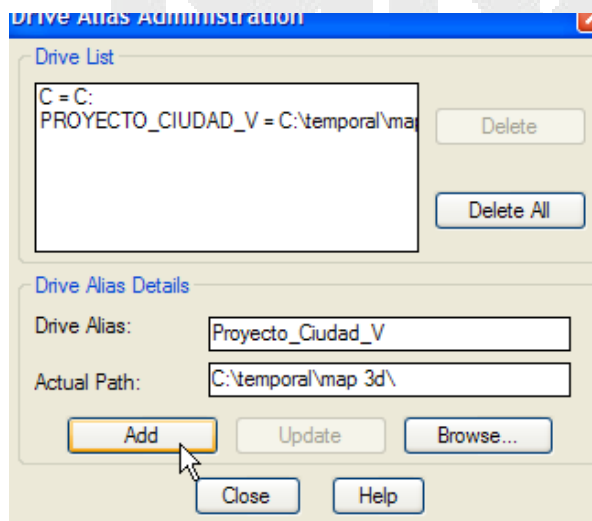 Drive Alias Administration
Drive List
C = C:
PROYECTO_CIUDAD_V = C:\temporal\map
Delete
Delete All
Drive Alias Details
Drive Alias: Proyecto_Ciudad_V
Actual Path: C:\temporal\map 3d\
Add Update Browse...
Close Help